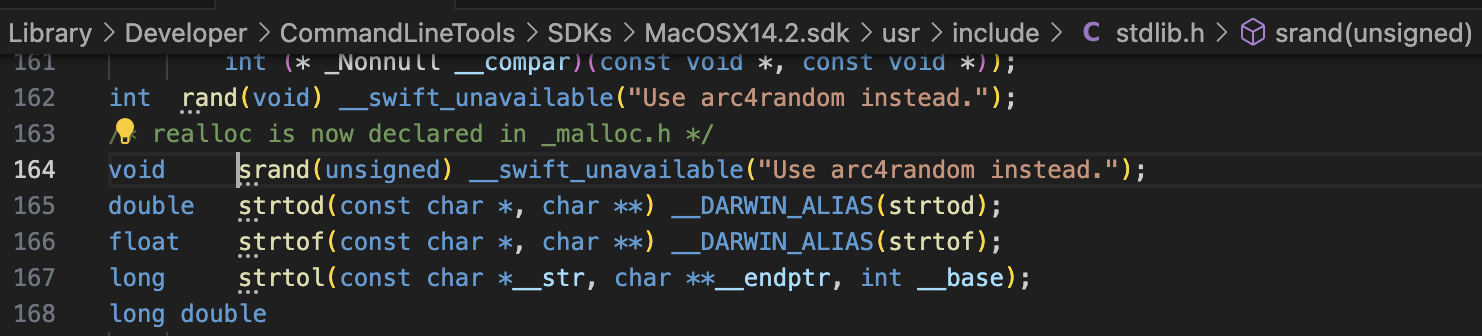 Library > Developer > CommandLineTools > SDKs > MacOSX14.2.sdk > usr > include > C stdlib.h > srand(unsigned)
161 int (* _Nonnull __compar)(const void *, const void *));
162 int rand(void) __swift_unavailable("Use arc4random instead.");
163 /* realloc is now declared in _malloc.h */
164 void srand(unsigned) __swift_unavailable("Use arc4random instead.");
165 double strtod(const char *, char **) __DARWIN_ALIAS(strtod);
166 float strtof(const char *, char **) __DARWIN_ALIAS(strtof);
167 long strtol(const char *__str, char **__endptr, int __base);
168 long double